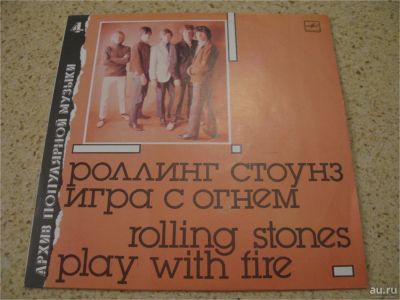 4
АРХИВ ПОПУЛЯРНОЙ МУЗЫКИ
роллинг стоунз
игра с огнем
rolling stones
play with fire
au.ru